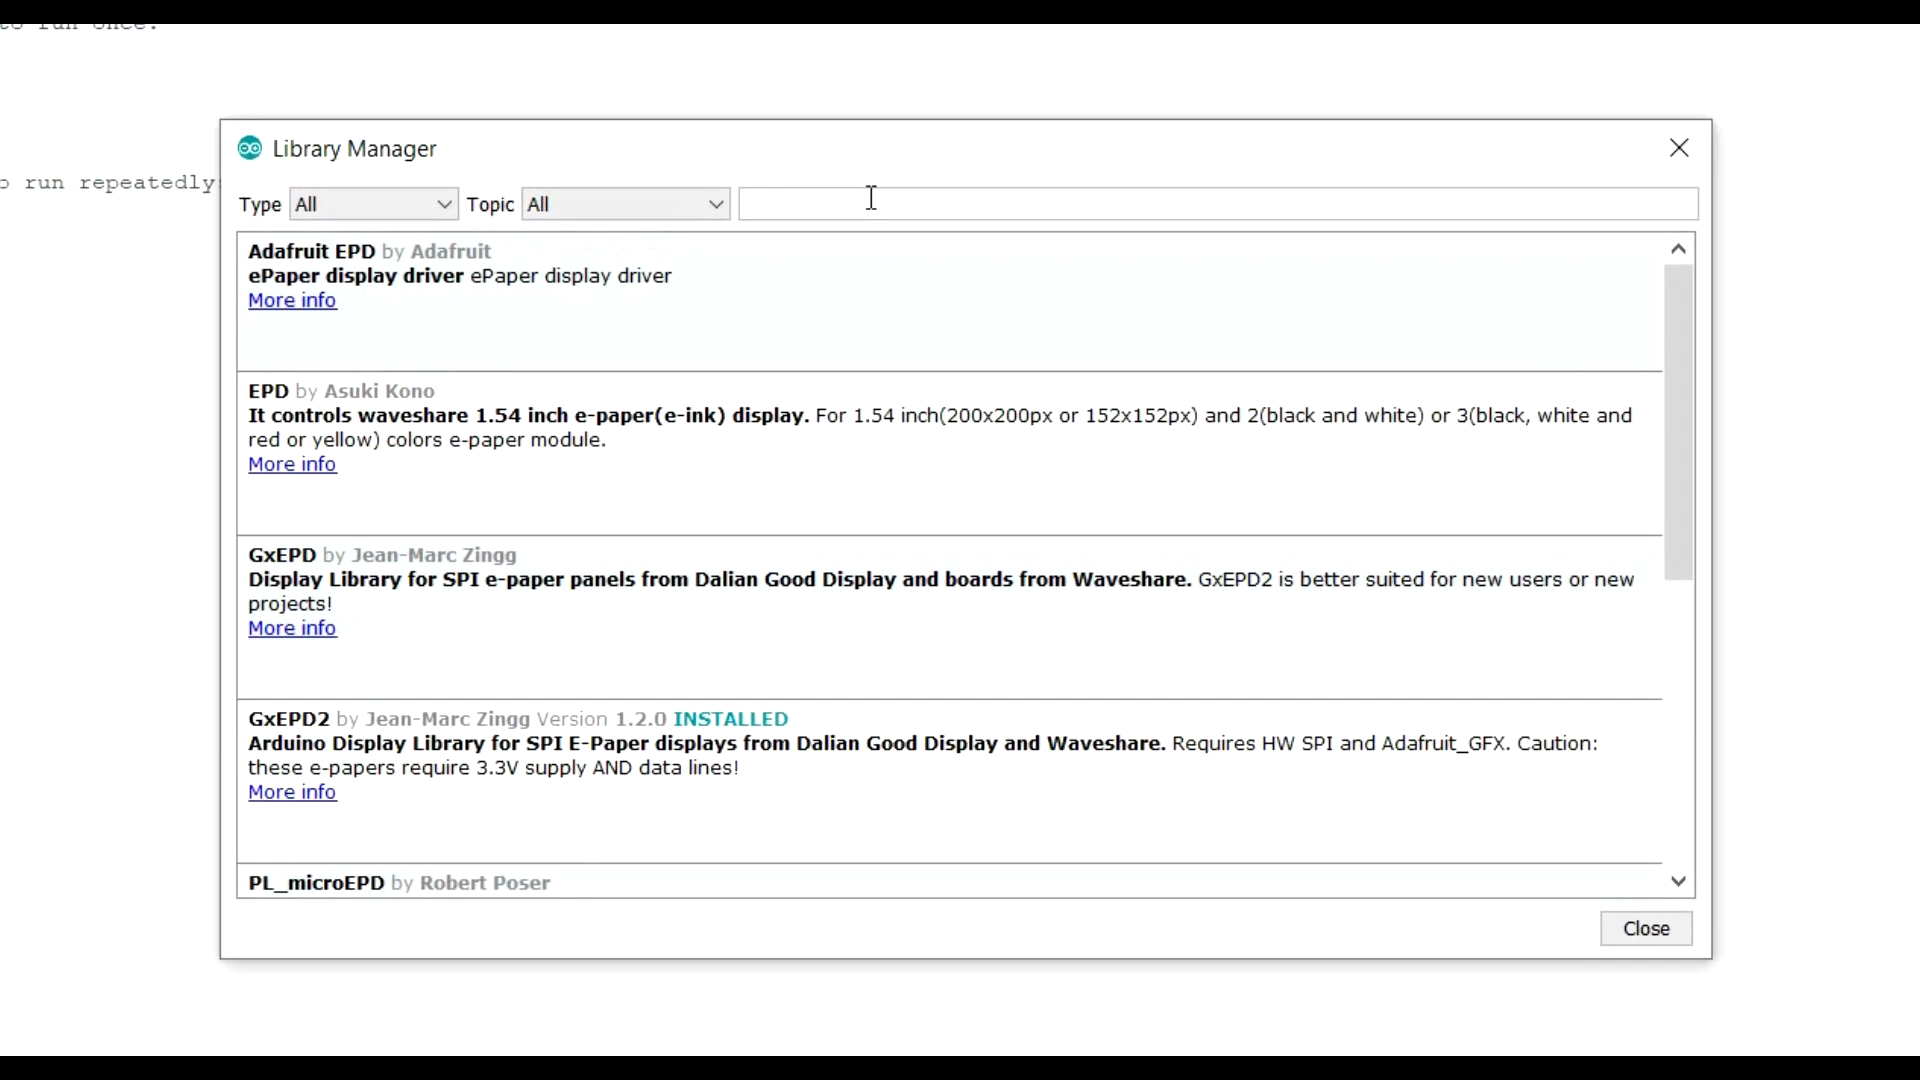 to run once:
Library Manager
o run repeatedly:
Type All Topic All
Adafruit EPD by Adafruit
ePaper display driver ePaper display driver
More info
EPD by Asuki Kono
It controls waveshare 1.54 inch e-paper(e-ink) display. For 1.54 inch(200x200px or 152x152px) and 2(black and white) or 3(black, white and
red or yellow) colors e-paper module.
More info
GxEPD by Jean-Marc Zingg
Display Library for SPI e-paper panels from Dalian Good Display and boards from Waveshare. GxEPD2 is better suited for new users or new
projects!
More info
GxEPD2 by Jean-Marc Zingg Version 1.2.0 INSTALLED
Arduino Display Library for SPI E-Paper displays from Dalian Good Display and Waveshare. Requires HW SPI and Adafruit_GFX. Caution:
these e-papers require 3.3V supply AND data lines!
More info
PL_microEPD by Robert Poser
Close